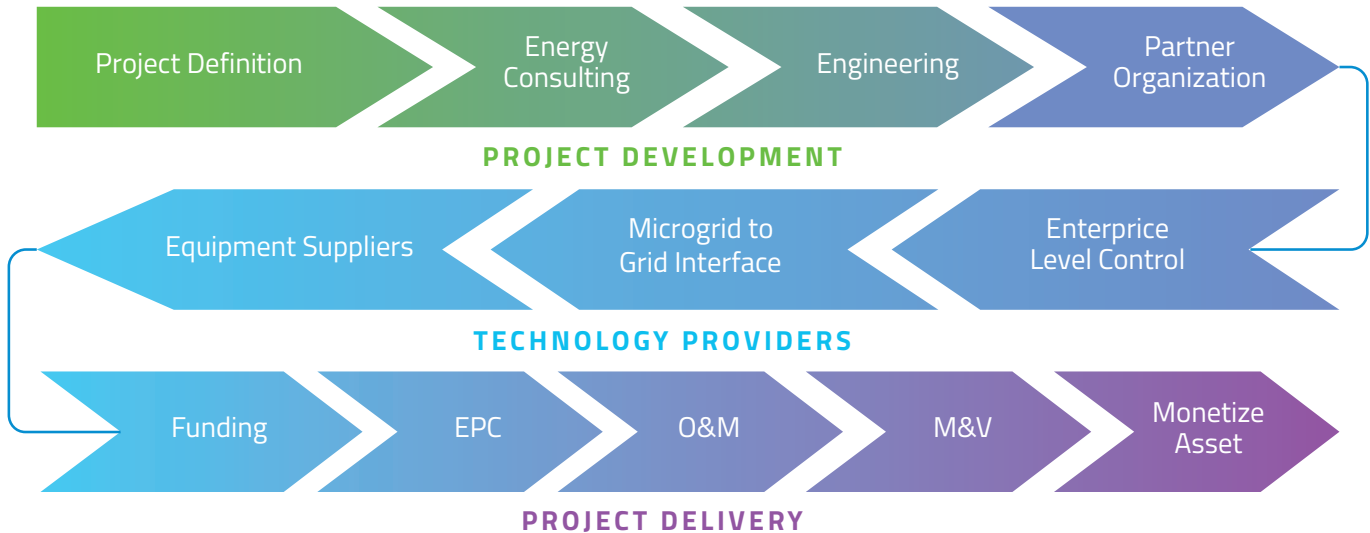 Project Definition
Energy
Consulting
Engineering
Partner
Organization
PROJECT DEVELOPMENT
Enterprice
Level Control
Microgrid to
Grid Interface
Equipment Suppliers
TECHNOLOGY PROVIDERS
Funding
EPC
O&M
M&V
Monetize
Asset
PROJECT DELIVERY